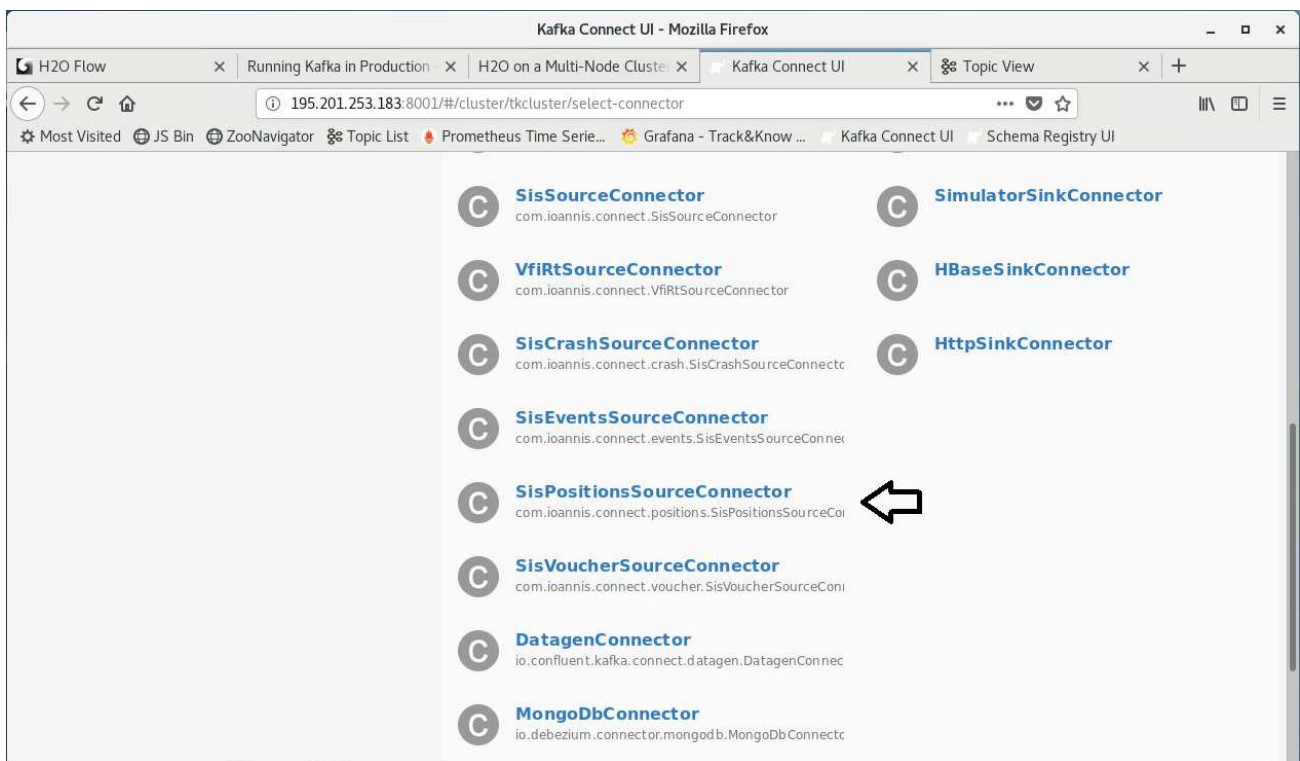 Kafka Connect UI - Mozilla Firefox
H2O Flow
Running Kafka in Production -
H2O on a Multi-Node Cluste
Kafka Connect UI
Topic View
195.201.253.183:8001/#/cluster/tkcluster/select-connector
Most Visited JS Bin ZooNavigator Topic List Prometheus Time Serie... Grafana - Track&Know ... Kafka Connect UI Schema Registry UI
C
SisSourceConnector
com.ioannis.connect.SisSourceConnector
C
VfiRtSourceConnector
com.ioannis.connect.VfiRtSourceConnector
C
SisCrashSourceConnector
com.ioannis.connect.crash.SisCrashSourceConnecto
C
SisEventsSourceConnector
com.ioannis.connect.events.SisEventsSourceConnec
C
SisPositionsSourceConnector
com.ioannis.connect.positions.SisPositionsSourceCo
C
SisVoucherSourceConnector
com.ioannis.connect.voucher.SisVoucherSourceConn
C
DatagenConnector
io.confluent.kafka.connect.datagen.DatagenConnec
C
MongoDbConnector
io.debezium.connector.mongodb.MongoDbConnecto
C
SimulatorSinkConnector
C
HBaseSinkConnector
C
HttpSinkConnector